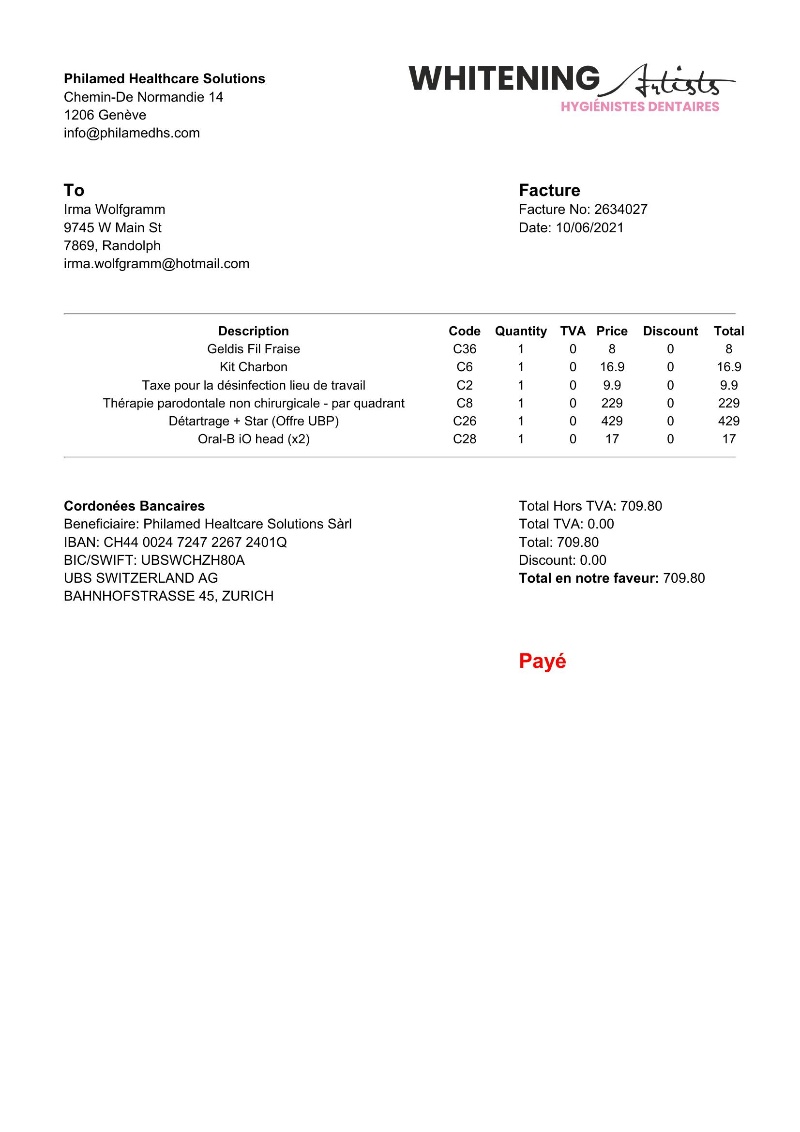 Philamed Healthcare Solutions
Chemin-De Normandie 14
1206 Genève
info@philamedhs.com
WHITENING Artists
HYGIÉNISTES DENTAIRES
To
Irma Wolfgramm
9745 W Main St
7869, Randolph
irma.wolfgramm@hotmail.com
Facture
Facture No: 2634027
Date: 10/06/2021
Description Code Quantity TVA Price Discount Total
Geldis Fil Fraise C36 1 0 8 0 8
Kit Charbon C6 1 0 16.9 0 16.9
Taxe pour la désinfection lieu de travail C2 1 0 9.9 0 9.9
Thérapie parodontale non chirurgicale - par quadrant C8 1 0 229 0 229
Détartrage + Star (Offre UBP) C26 1 0 429 0 429
Oral-B iO head (x2) C28 1 0 17 0 17
Cordonées Bancaires
Beneficiaire: Philamed Healtcare Solutions Sàrl
IBAN: CH44 0024 7247 2267 2401Q
BIC/SWIFT: UBSWCHZH80A
UBS SWITZERLAND AG
BAHNHOFSTRASSE 45, ZURICH
Total Hors TVA: 709.80
Total TVA: 0.00
Total: 709.80
Discount: 0.00
Total en notre faveur: 709.80
Payé